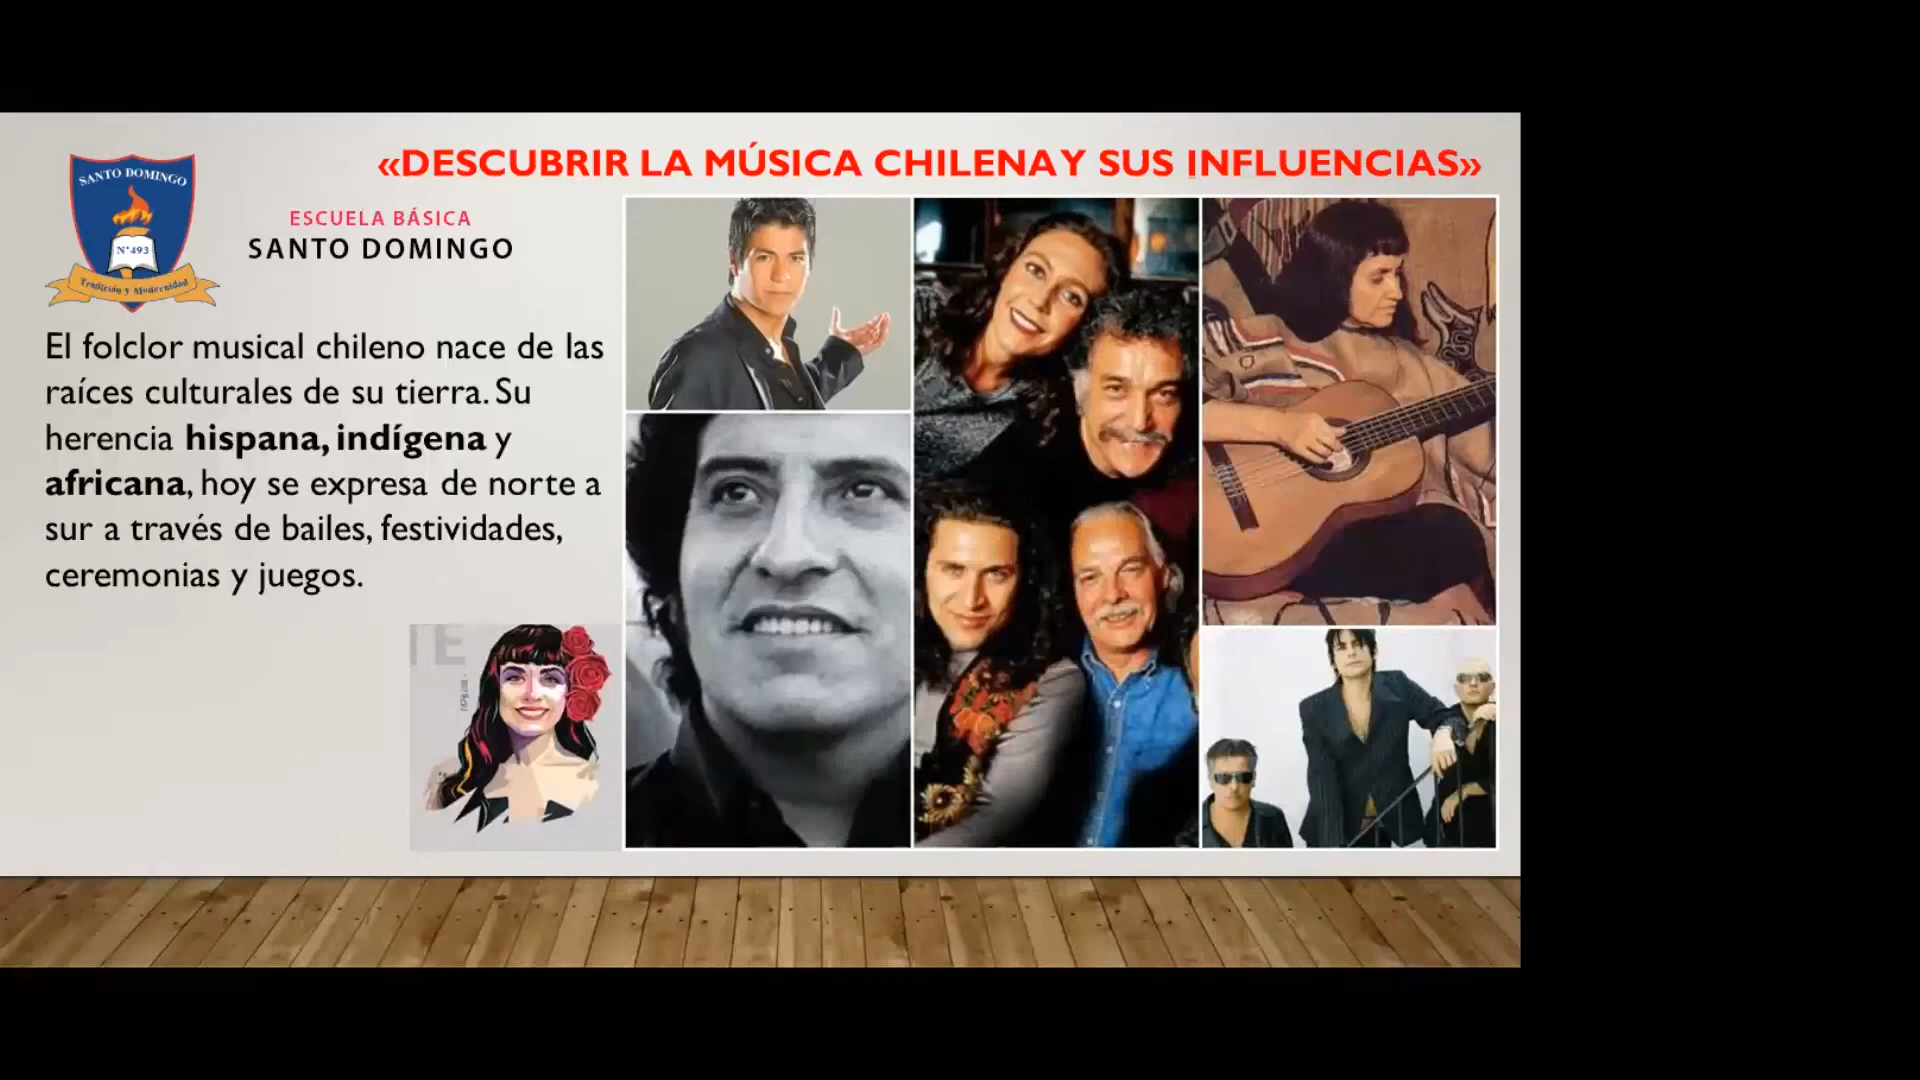 «DESCUBRIR LA MÚSICA CHILENA Y SUS INFLUENCIAS»
SANTO DOMINGO
N°493
Tradición y Modernidad
ESCUELA BÁSICA
SANTO DOMINGO
El folclor musical chileno nace de las
raíces culturales de su tierra. Su
herencia hispana, indígena y
africana, hoy se expresa de norte a
sur a través de bailes, festividades,
ceremonias y juegos.
TE